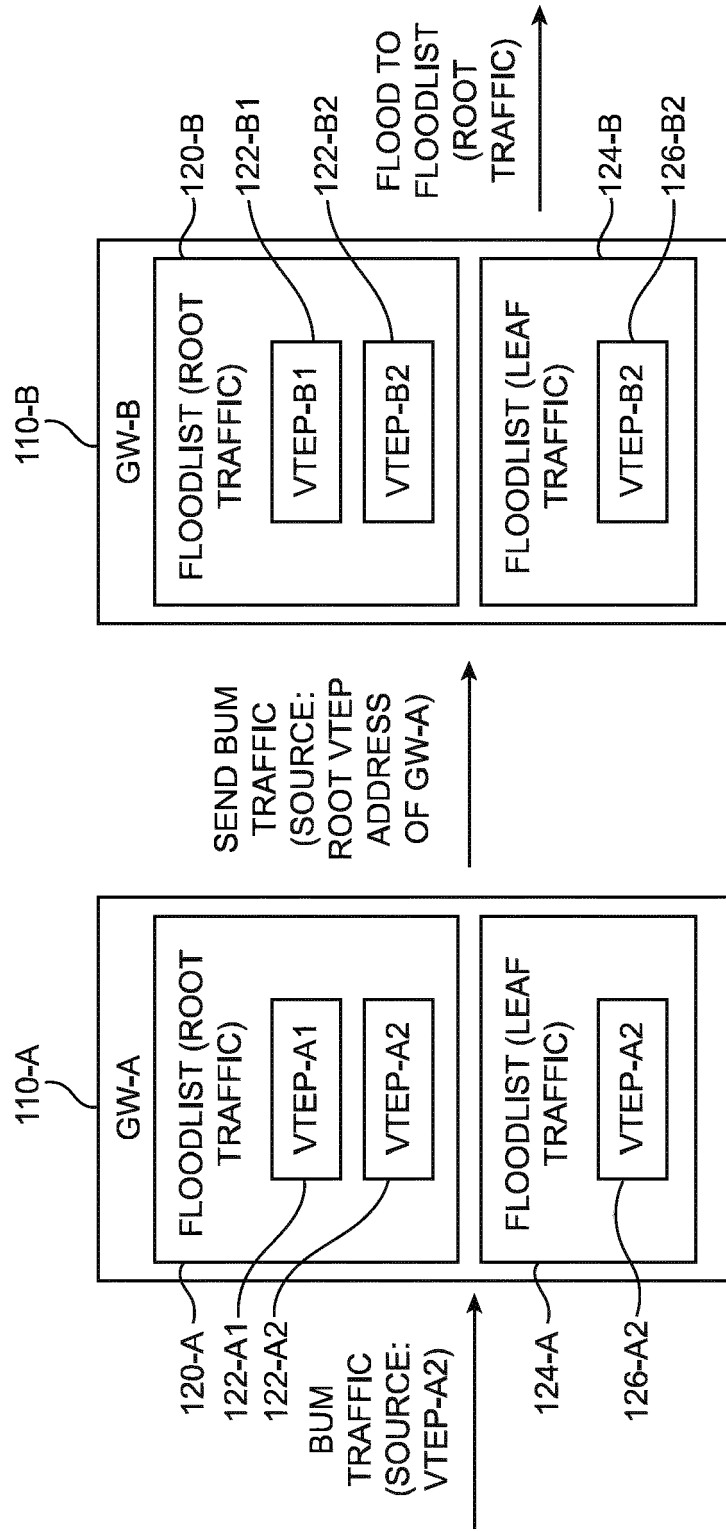 110-A
GW-A
FLOODLIST (ROOT
TRAFFIC)
VTEP-A1
VTEP-A2
FLOODLIST (LEAF
TRAFFIC)
VTEP-A2
120-A
122-A1
122-A2
BUM
TRAFFIC
(SOURCE:
VTEP-A2)
124-A
126-A2
SEND BUM
TRAFFIC
(SOURCE:
ROOT VTEP
ADDRESS
OF GW-A)
110-B
GW-B
FLOODLIST (ROOT
TRAFFIC)
VTEP-B1
VTEP-B2
FLOODLIST (LEAF
TRAFFIC)
VTEP-B2
120-B
122-B1
122-B2
FLOOD TO
FLOODLIST
(ROOT
TRAFFIC)
124-B
126-B2